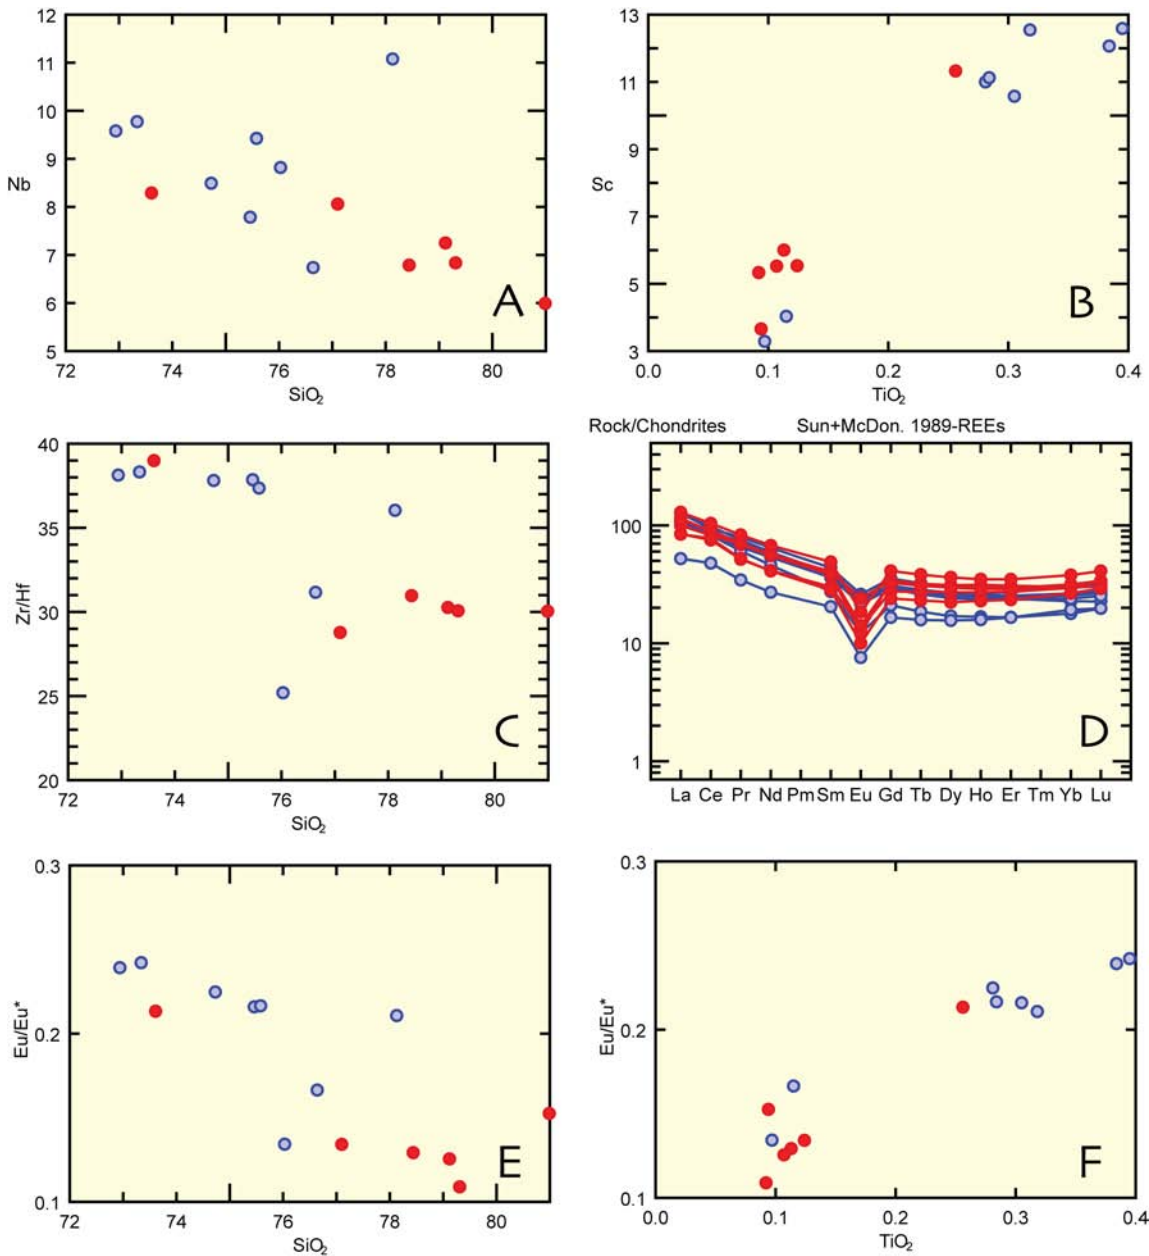 12
11
10
9
8
7
6
5
Nb
A
72 74 76 78 80
SiO₂
13
11
9
7
5
3
Sc
B
0.0 0.1 0.2 0.3 0.4
TiO₂
40
35
30
25
20
Zr/Hf
C
72 74 76 78 80
SiO₂
Rock/Chondrites Sun+McDon. 1989-REEs
100
10
1
D
La Ce Pr Nd Pm Sm Eu Gd Tb Dy Ho Er Tm Yb Lu
0.3
0.2
0.1
Eu/Eu*
E
72 74 76 78 80
SiO₂
0.3
0.2
0.1
Eu/Eu*
F
0.0 0.1 0.2 0.3 0.4
TiO₂